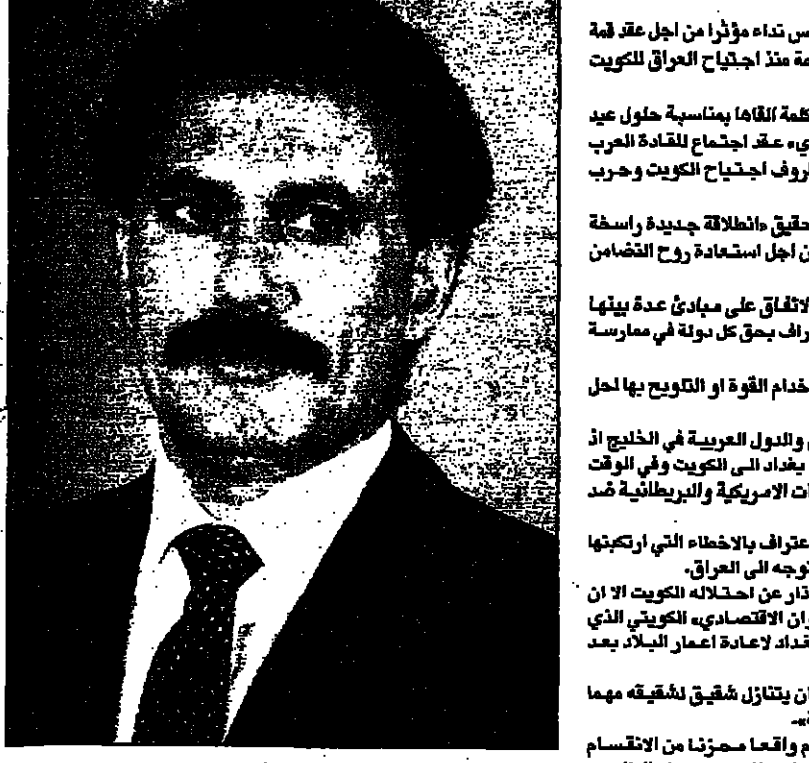 س نداء مؤثرا من اجل عقد قمة
مة منذ اجتياح العراق للكويت
كلمة القاها بمناسبة حلول عيد
يء عقد اجتماع للقادة العرب
روف اجتياح الكويت وحرب
حقيق «انطلاقة جديدة راسخة
ن اجل استعادة روح التضامن
لاتفاق على مبادئ عدة بينها
راف بحق كل دولة في ممارسة
خدام القوة او التلويح بها لحل
والدول العربية في الخليج اذ
بغداد الى الكويت وفي الوقت
ات الامريكية والبريطانية ضد
عتراف بالاخطاء التي ارتكبتها
توجه الى العراق.
ذار عن احتلاله الكويت الا ان
وان الاقتصادي» الكويتي الذي
غداد لاعادة اعمار البلاد بعد
ان يتنازل شقيق لشقيقه مهما
م واقعا محزنا من الانقسام